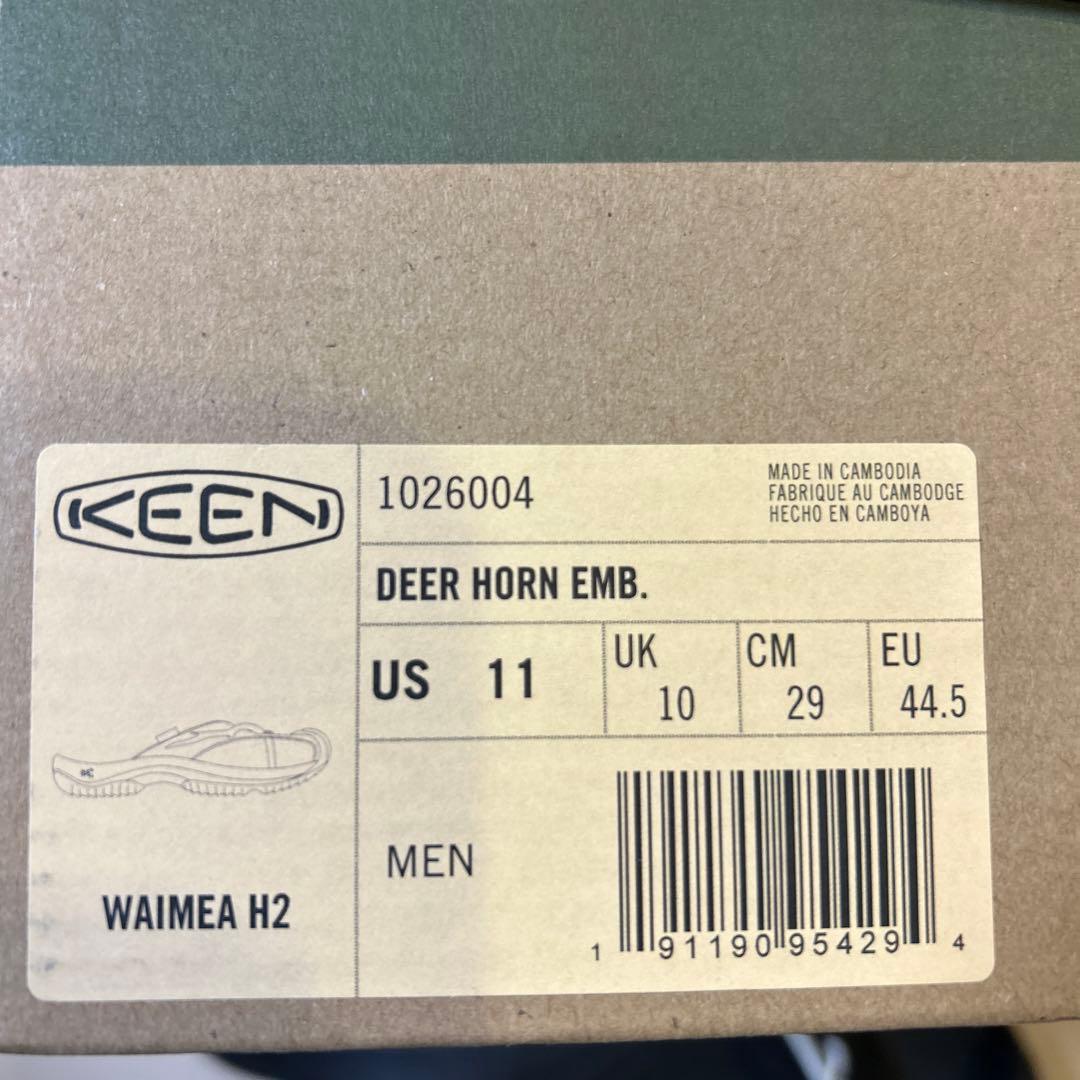 KEEN
1026004
MADE IN CAMBODIA
FABRIQUE AU CAMBODGE
HECHO EN CAMBOYA
DEER HORN EMB.
US 11
UK 10
CM 29
EU 44.5
MEN
WAIMEA H2
1 91190 95429 4